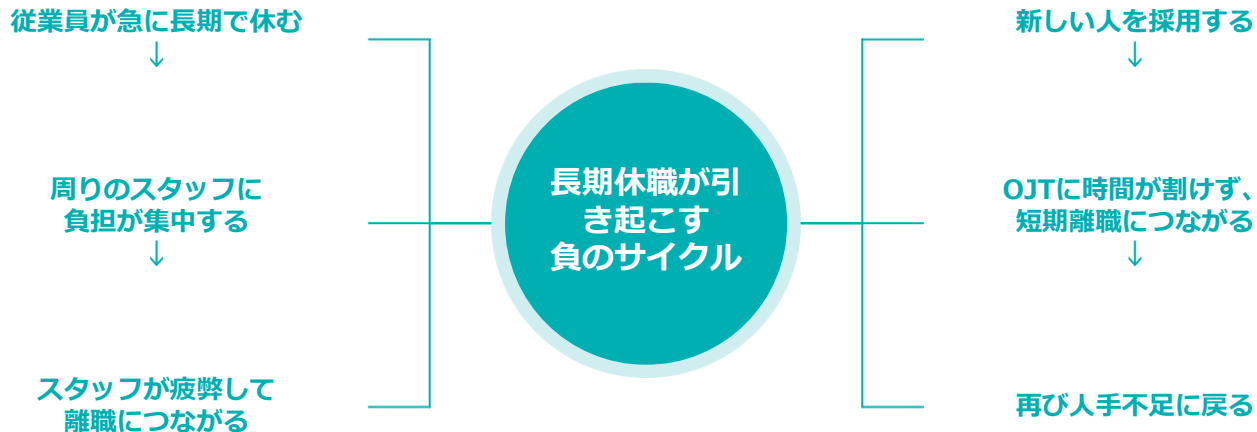 従業員が急に長期で休む
↓
周りのスタッフに
負担が集中する
↓
スタッフが疲弊して
離職につながる
長期休職が引
き起こす
負のサイクル
新しい人を採用する
↓
OJTに時間が割けず、
短期離職につながる
↓
再び人手不足に戻る